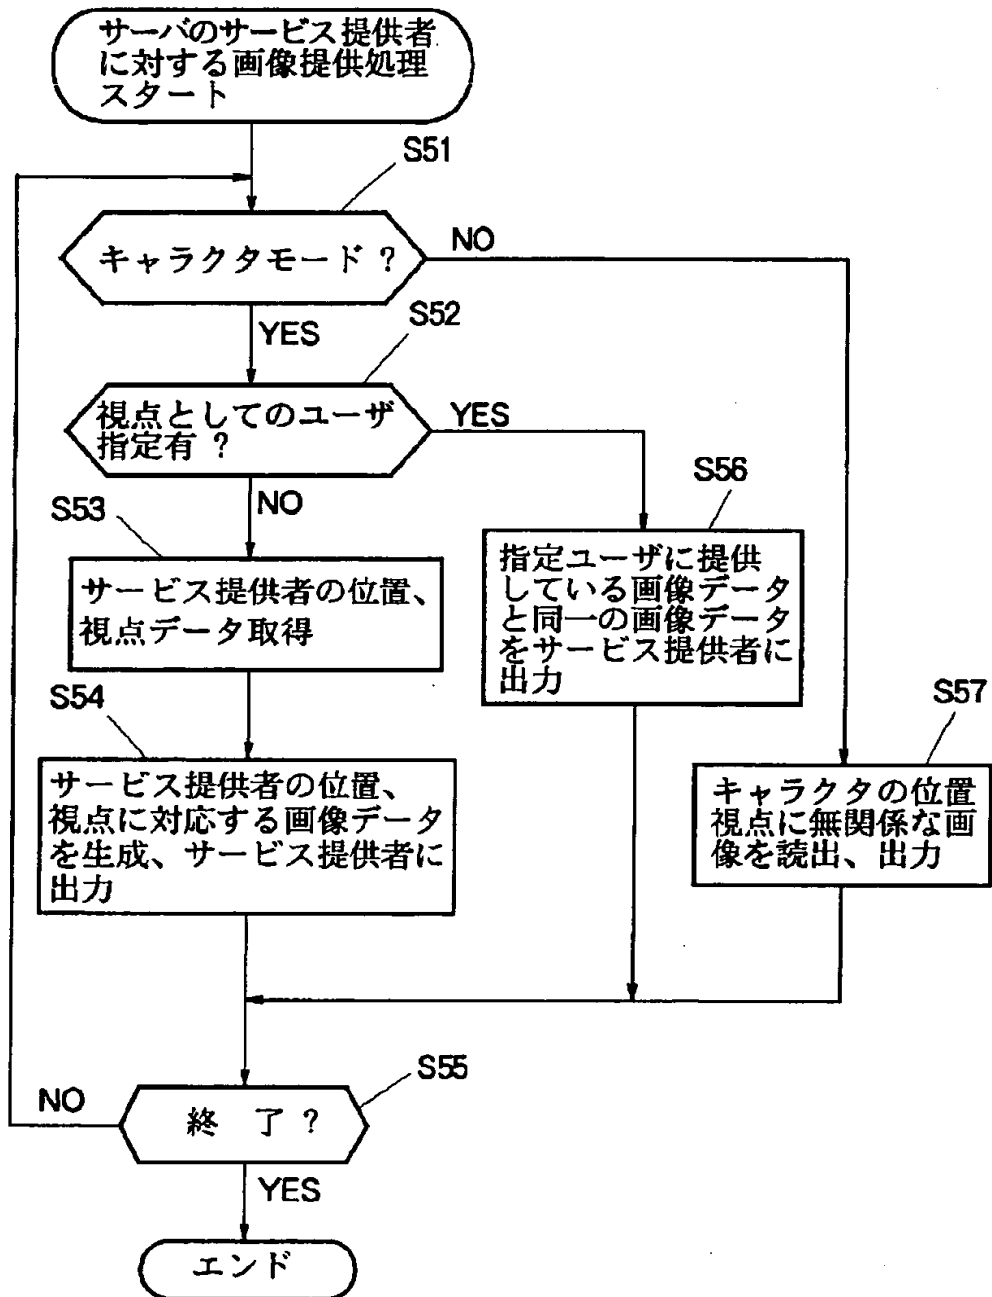 サーバのサービス提供者
に対する画像提供処理
スタート
S51
キャラクタモード？
NO
YES
S52
視点としてのユーザ
指定有？
YES
NO
S53
サービス提供者の位置、
視点データ取得
S56
指定ユーザに提供
している画像データ
と同一の画像データ
をサービス提供者に
出力
S54
サービス提供者の位置、
視点に対応する画像データ
を生成、サービス提供者に
出力
S57
キャラクタの位置
視点に無関係な画
像を読出、出力
S55
終了？
NO
YES
エンド